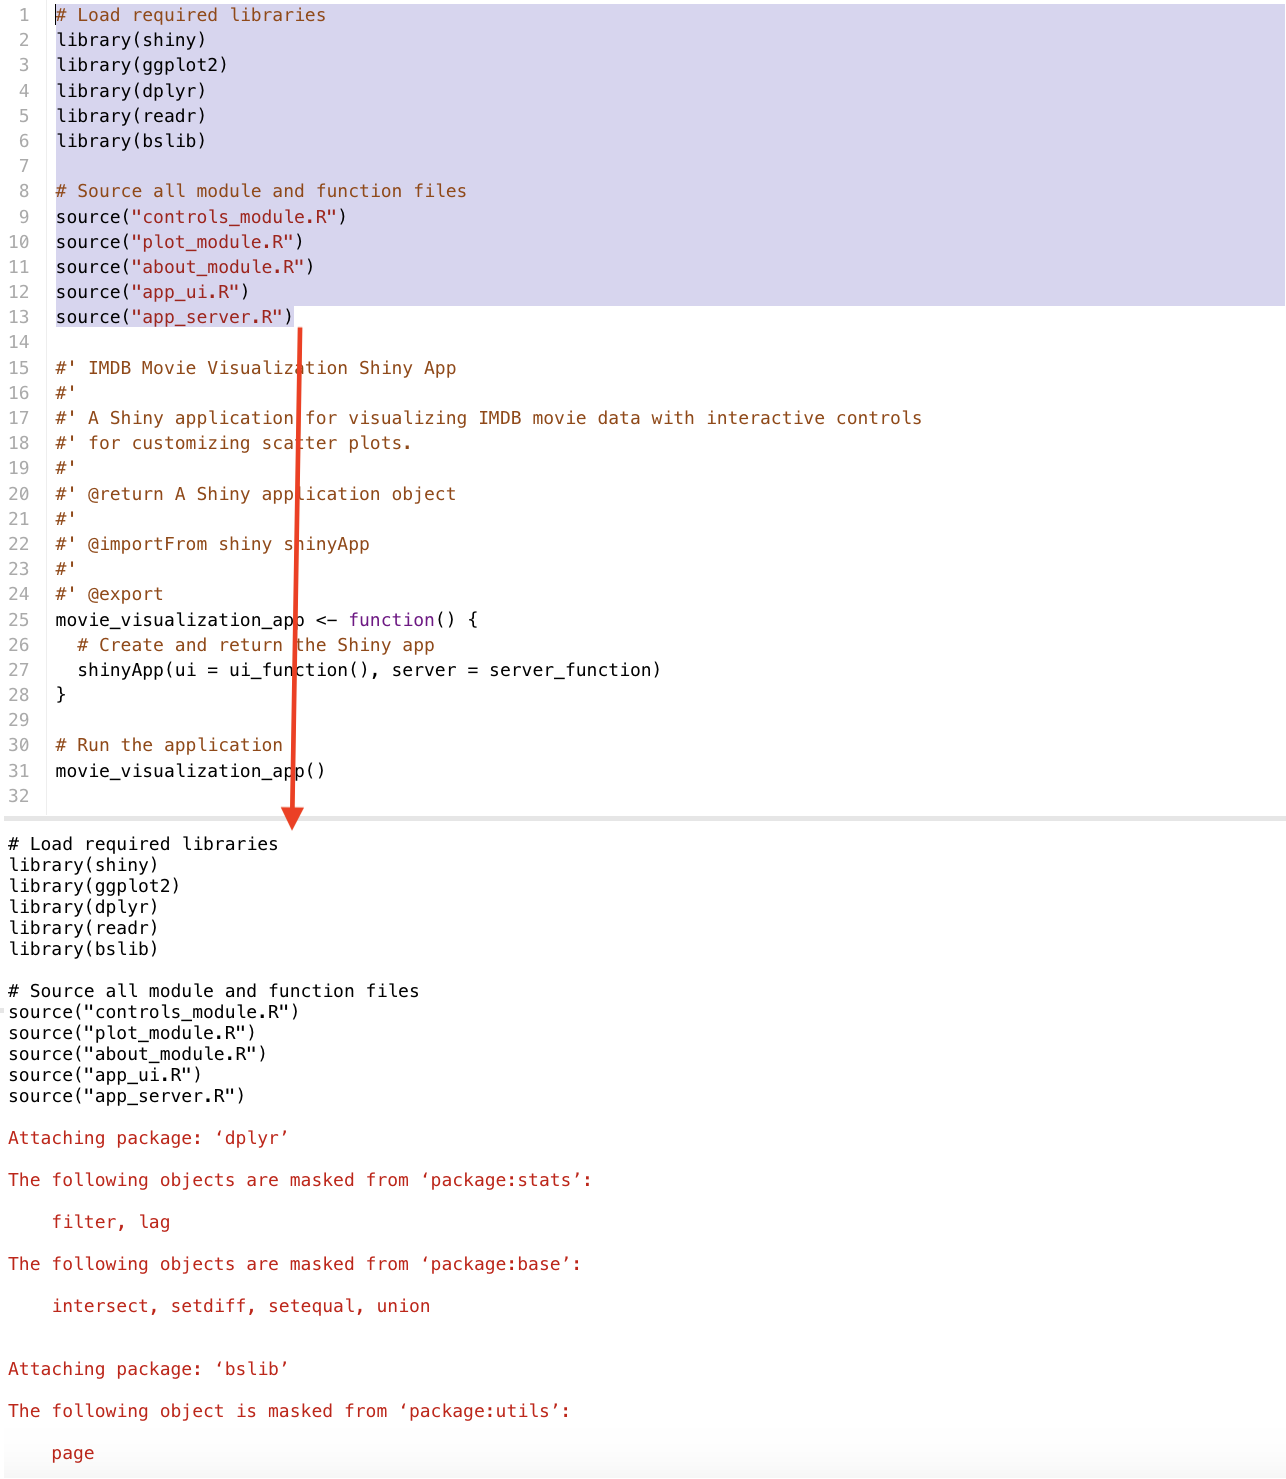 1 # Load required libraries
2 library(shiny)
3 library(ggplot2)
4 library(dplyr)
5 library(readr)
6 library(bslib)
7
8 # Source all module and function files
9 source("controls_module.R")
10 source("plot_module.R")
11 source("about_module.R")
12 source("app_ui.R")
13 source("app_server.R")
14
15 #' IMDB Movie Visualization Shiny App
16 #'
17 #' A Shiny application for visualizing IMDB movie data with interactive controls
18 #' for customizing scatter plots.
19 #'
20 #' @return A Shiny application object
21 #'
22 #' @importFrom shiny shinyApp
23 #'
24 #' @export
25 movie_visualization_app <- function() {
26   # Create and return the Shiny app
27   shinyApp(ui = ui_function(), server = server_function)
28 }
29
30 # Run the application
31 movie_visualization_app()
32
# Load required libraries
library(shiny)
library(ggplot2)
library(dplyr)
library(readr)
library(bslib)
# Source all module and function files
source("controls_module.R")
source("plot_module.R")
source("about_module.R")
source("app_ui.R")
source("app_server.R")
Attaching package: ‘dplyr’
The following objects are masked from ‘package:stats’:
    filter, lag
The following objects are masked from ‘package:base’:
    intersect, setdiff, setequal, union
Attaching package: ‘bslib’
The following object is masked from ‘package:utils’:
    page